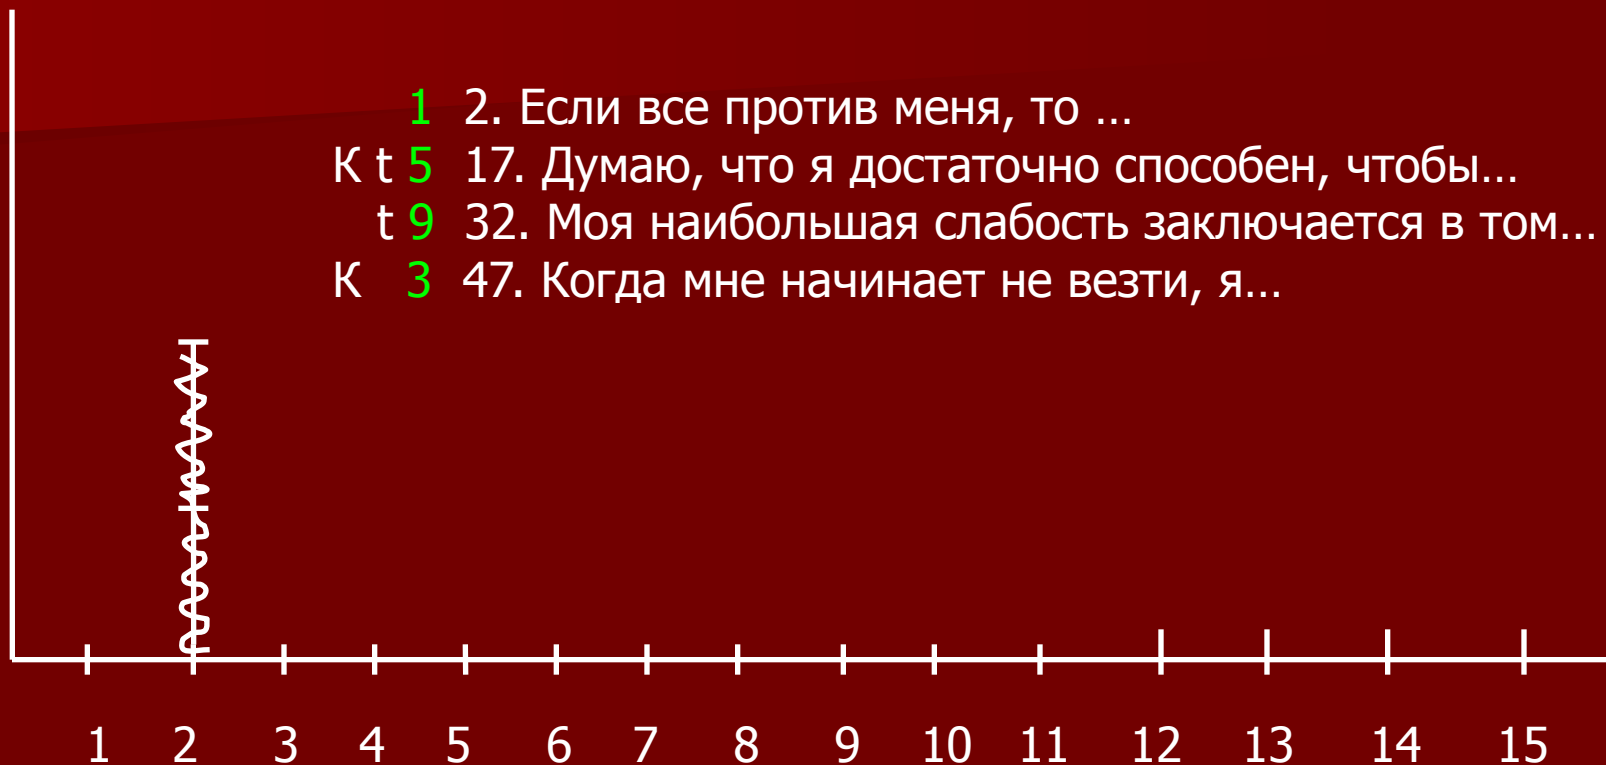 1 2. Если все против меня, то …
К t 5 17. Думаю, что я достаточно способен, чтобы…
t 9 32. Моя наибольшая слабость заключается в том…
К 3 47. Когда мне начинает не везти, я…
1 2 3 4 5 6 7 8 9 10 11 12 13 14 15